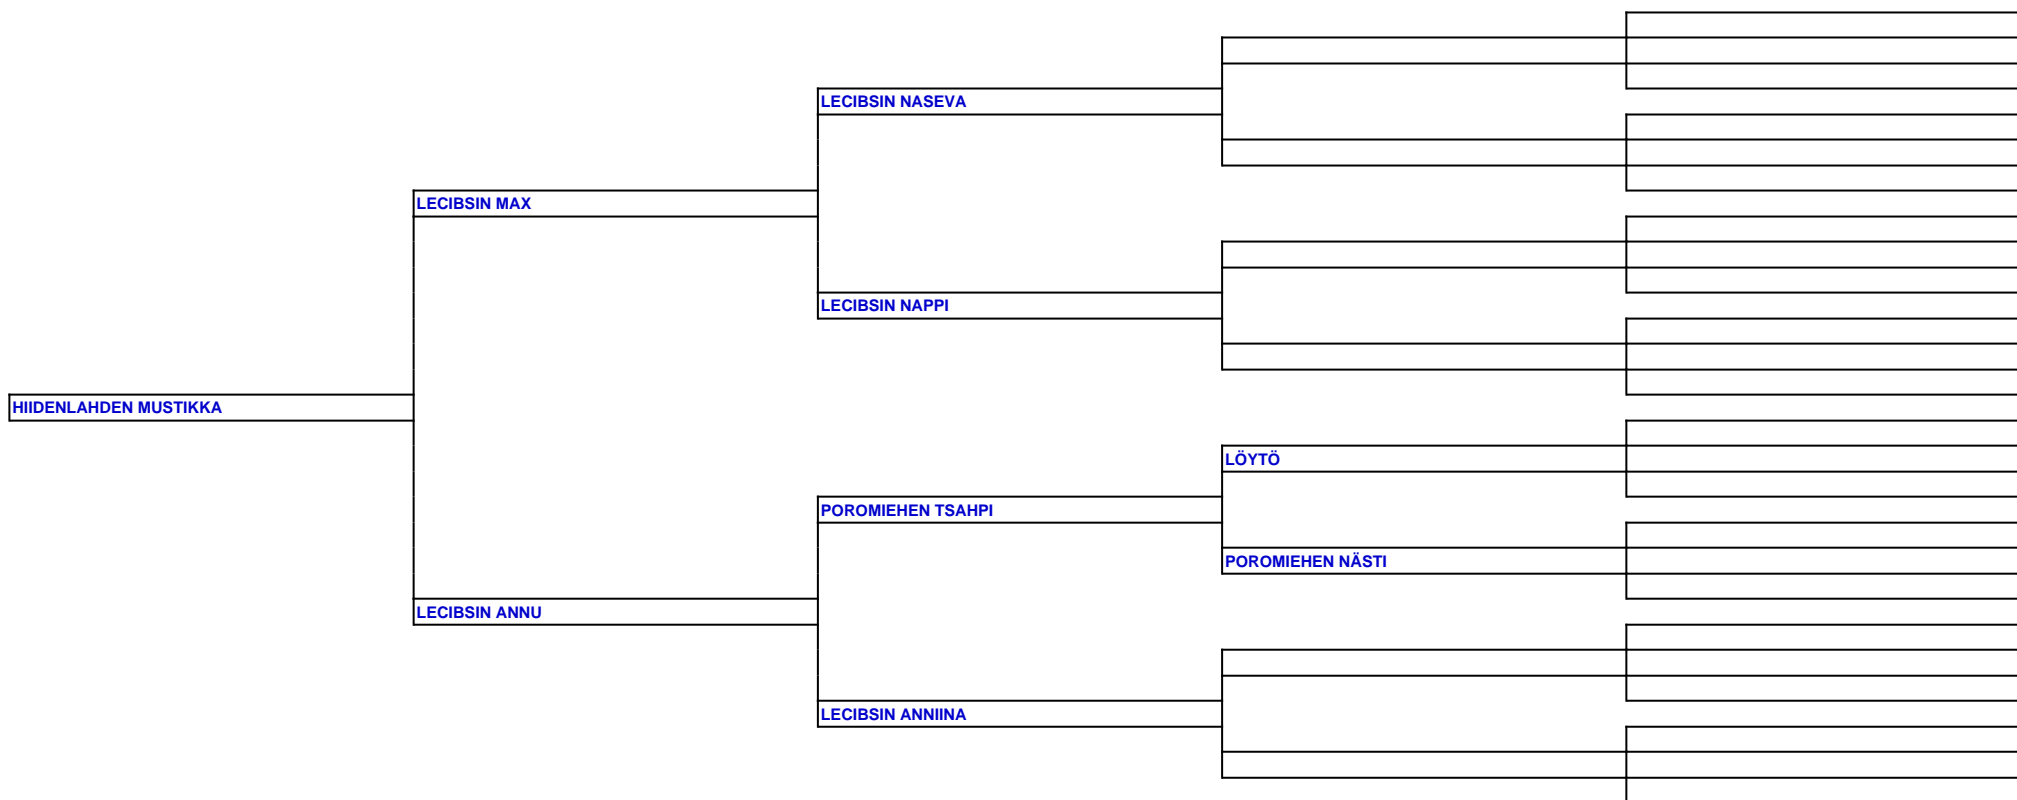 LECIBSIN NASEVA
LECIBSIN MAX
LECIBSIN NAPPI
HIIDENLAHDEN MUSTIKKA
LÖYTÖ
POROMIEHEN TSAHPI
POROMIEHEN NÄSTI
LECIBSIN ANNU
LECIBSIN ANNIINA